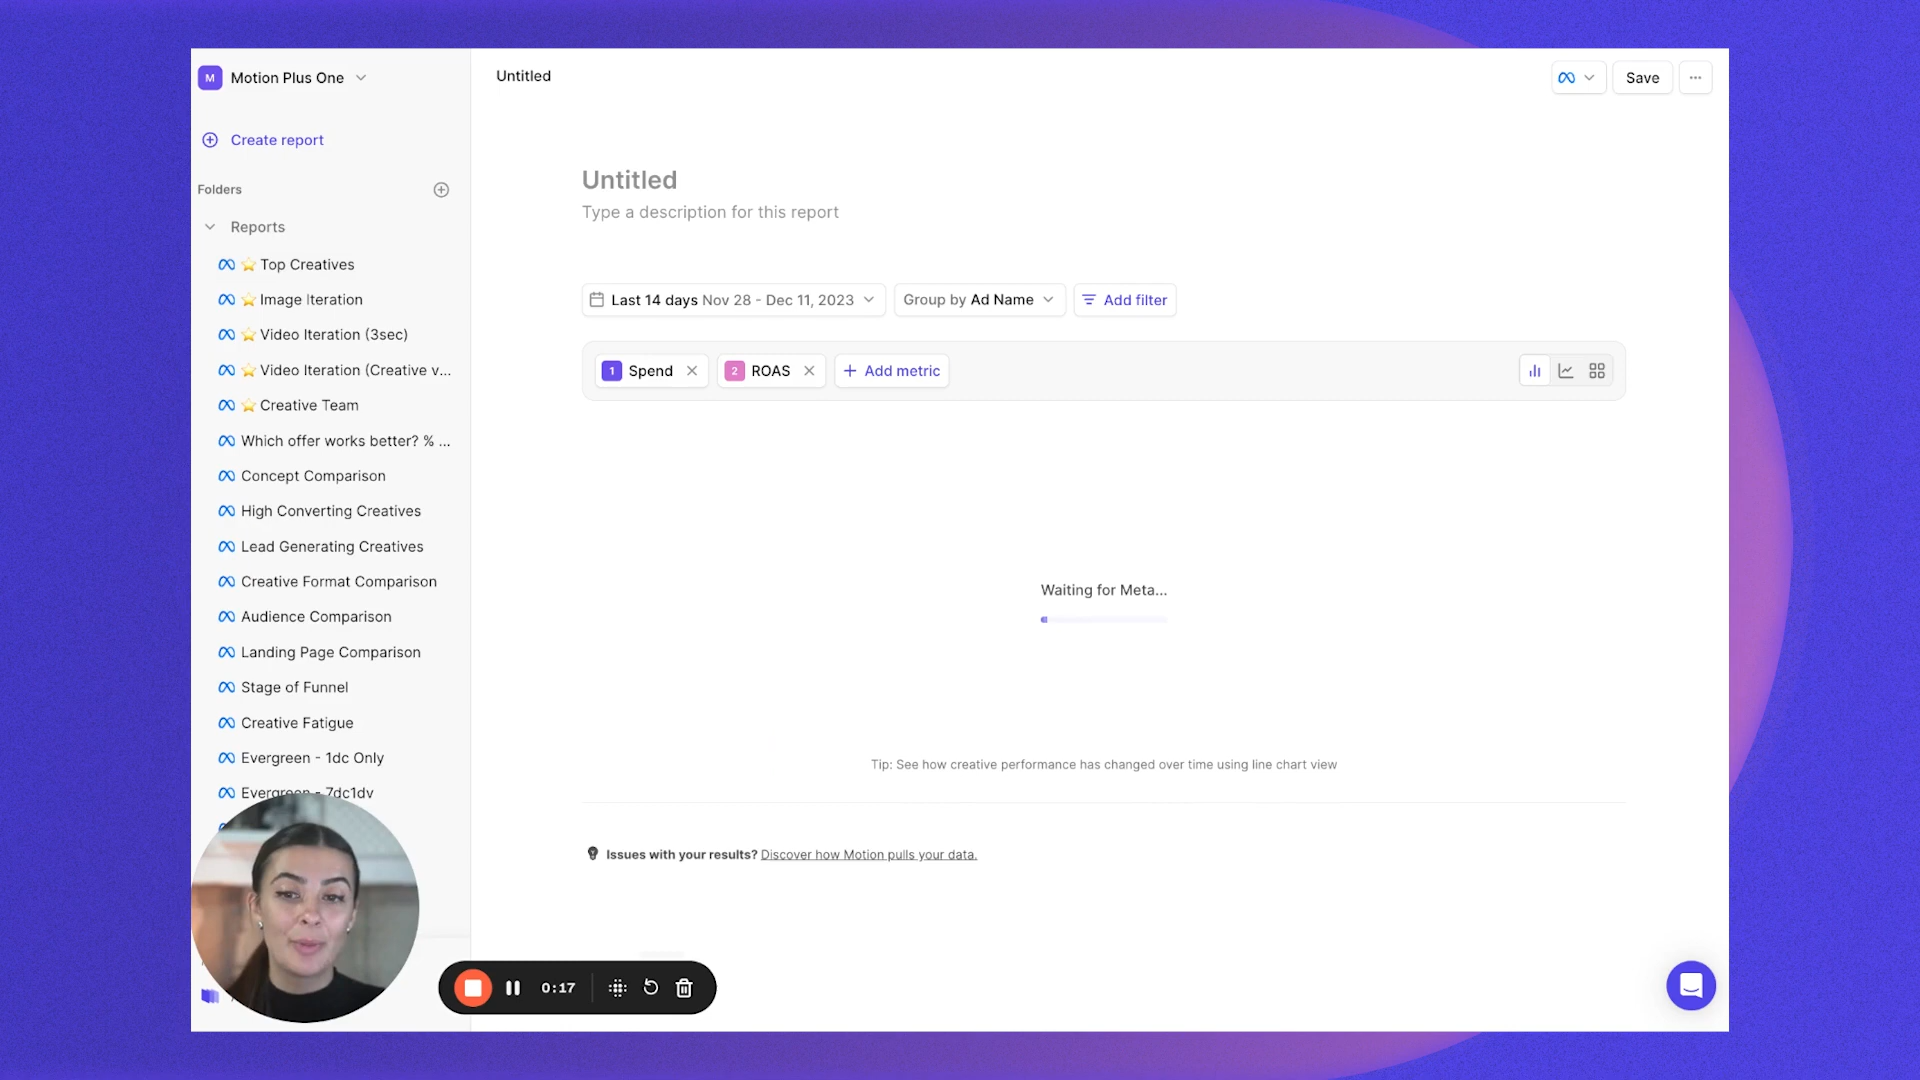 M Motion Plus One
Create report
Folders
Reports
Top Creatives
Image Iteration
Video Iteration (3sec)
Video Iteration (Creative v...
Creative Team
Which offer works better? % ...
Concept Comparison
High Converting Creatives
Lead Generating Creatives
Creative Format Comparison
Audience Comparison
Landing Page Comparison
Stage of Funnel
Creative Fatigue
Evergreen - 1dc Only
Evergreen - 7dc1dv
Untitled
Save
Untitled
Type a description for this report
Last 14 days Nov 28 - Dec 11, 2023
Group by Ad Name
Add filter
1 Spend
2 ROAS
Add metric
Waiting for Meta...
Tip: See how creative performance has changed over time using line chart view
Issues with your results? Discover how Motion pulls your data.
0:17